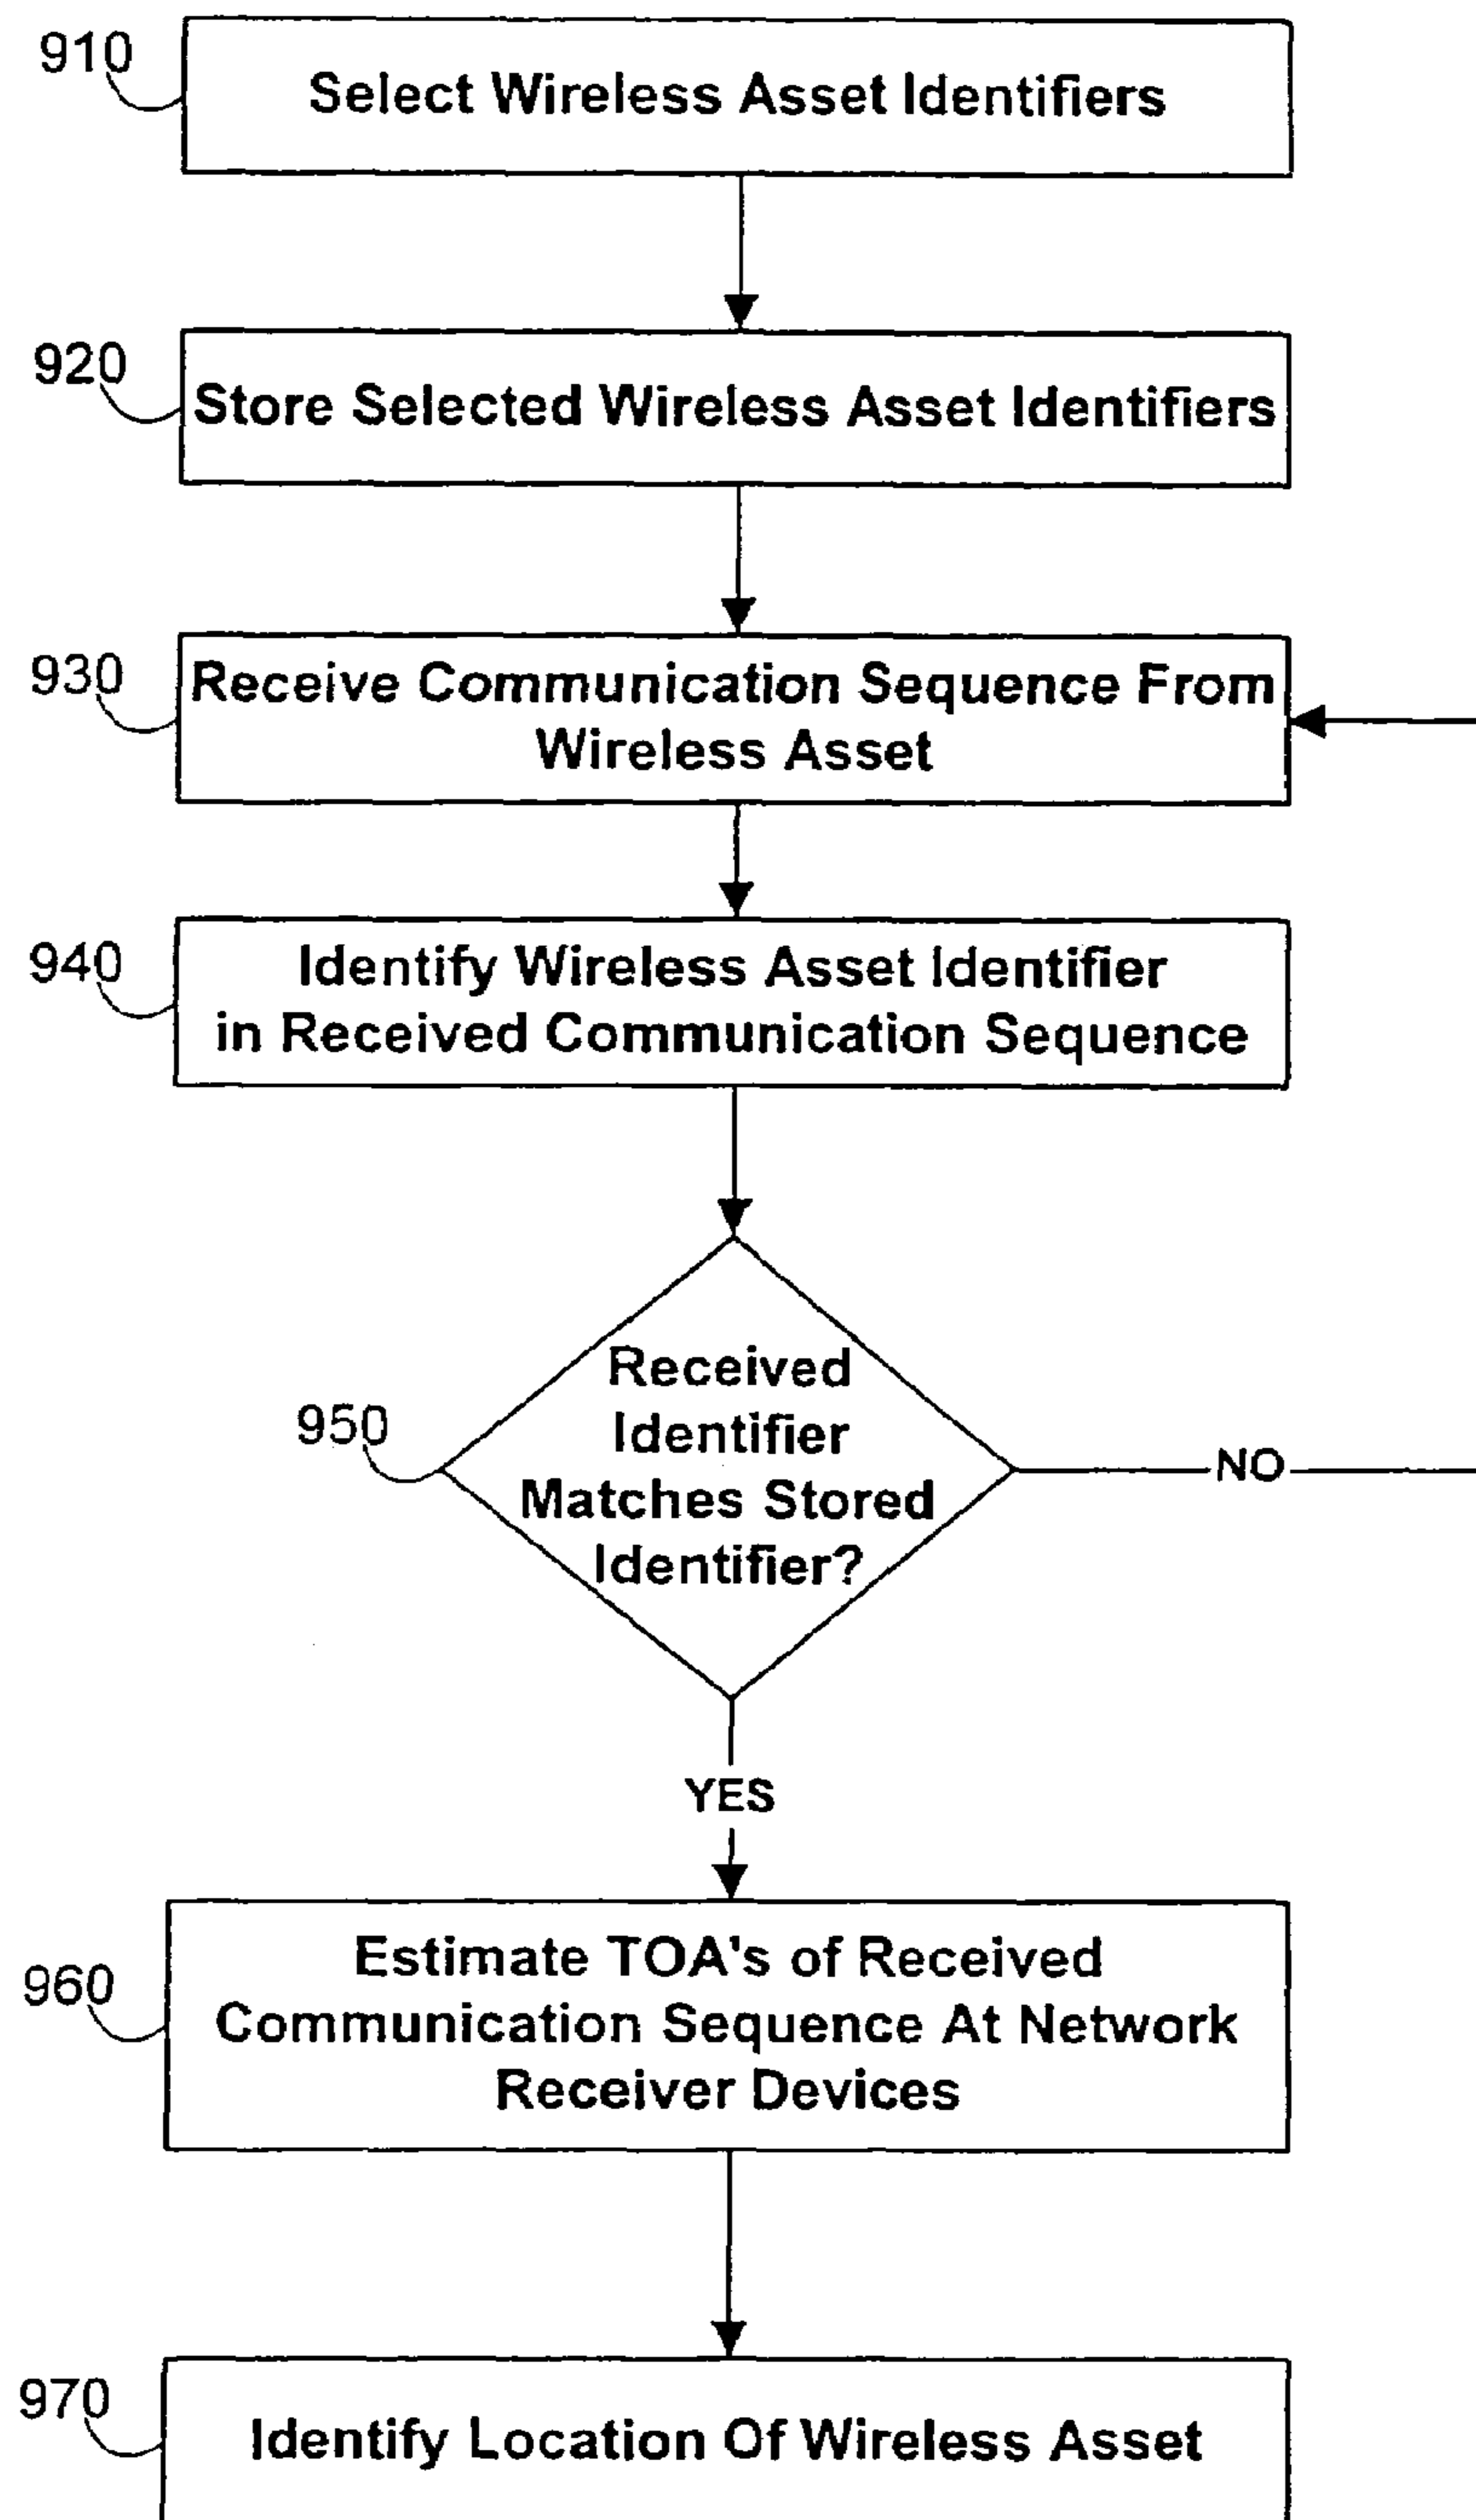 910
Select Wireless Asset Identifiers
920
Store Selected Wireless Asset Identifiers
930
Receive Communication Sequence From
Wireless Asset
940
Identify Wireless Asset Identifier
in Received Communication Sequence
950
Received
Identifier
Matches Stored
Identifier?
NO
YES
960
Estimate TOA's of Received
Communication Sequence At Network
Receiver Devices
970
Identify Location Of Wireless Asset